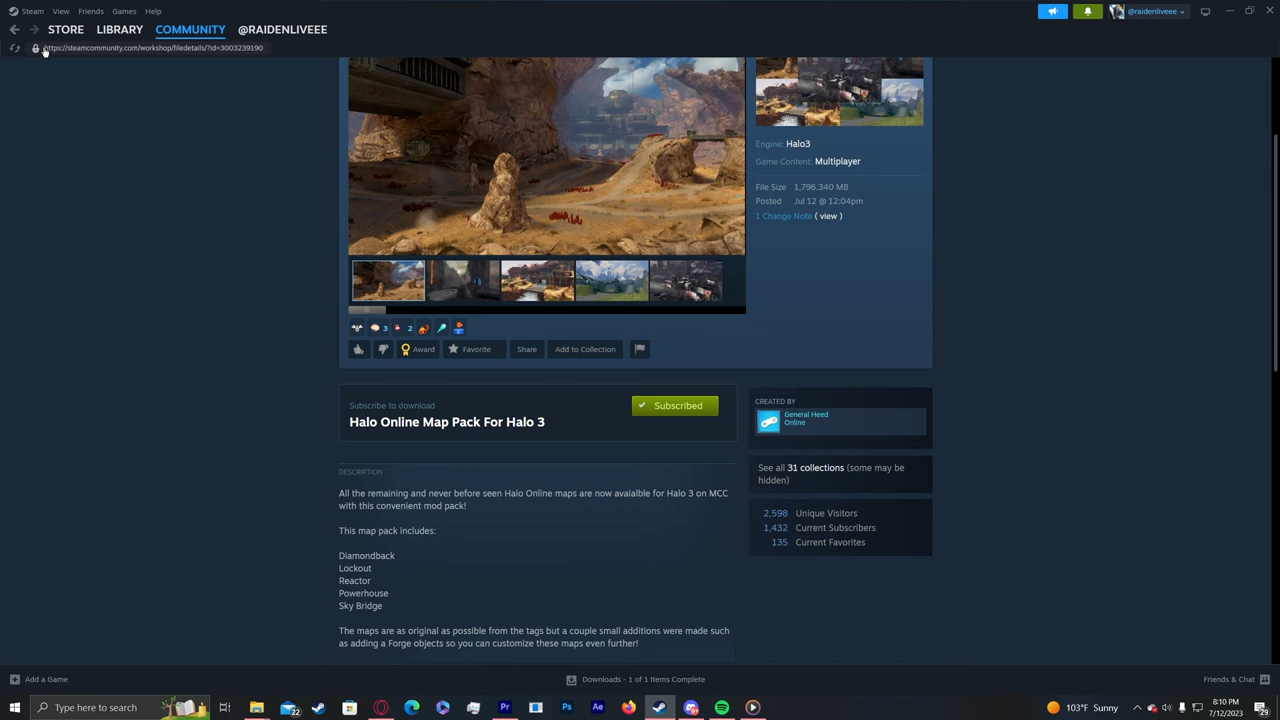 Steam View Friends Games Help
@raidenliveee
STORE LIBRARY COMMUNITY @RAIDENLIVEEE
https://steamcommunity.com/workshop/filedetails/?id=3003239190
Engine: Halo3
Game Content: Multiplayer
File Size 1,796.340 MB
Posted Jul 12 @ 12:04pm
1 Change Note ( view )
3
2
Award
Favorite
Share
Add to Collection
Subscribe to download
Halo Online Map Pack For Halo 3
Subscribed
CREATED BY
General Heed
Online
See all 31 collections (some may be
hidden)
2,598 Unique Visitors
1,432 Current Subscribers
135 Current Favorites
DESCRIPTION
All the remaining and never before seen Halo Online maps are now avaialble for Halo 3 on MCC
with this convenient mod pack!
This map pack includes:
Diamondback
Lockout
Reactor
Powerhouse
Sky Bridge
The maps are as original as possible from the tags but a couple small additions were made such
as adding a Forge objects so you can customize these maps even further!
Add a Game
Downloads - 1 of 1 Items Complete
Friends & Chat
Type here to search
22
Pr
Ps
Ae
103°F Sunny
8:10 PM
7/12/2023
29